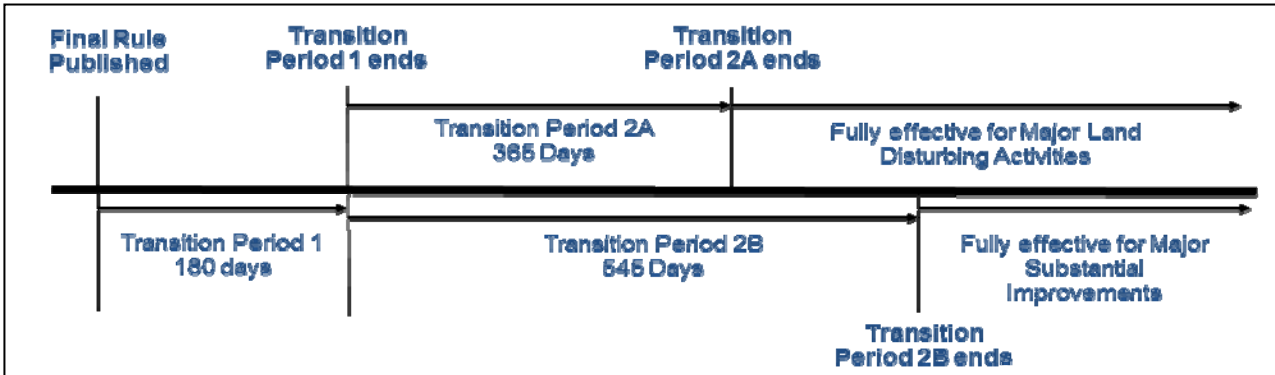 Final Rule
Published
Transition
Period 1 ends
Transition
Period 2A ends
Transition Period 2A
365 Days
Fully effective for Major Land
Disturbing Activities
Transition Period 1
180 days
Transition Period 2B
545 Days
Fully effective for Major
Substantial
Improvements
Transition
Period 2B ends